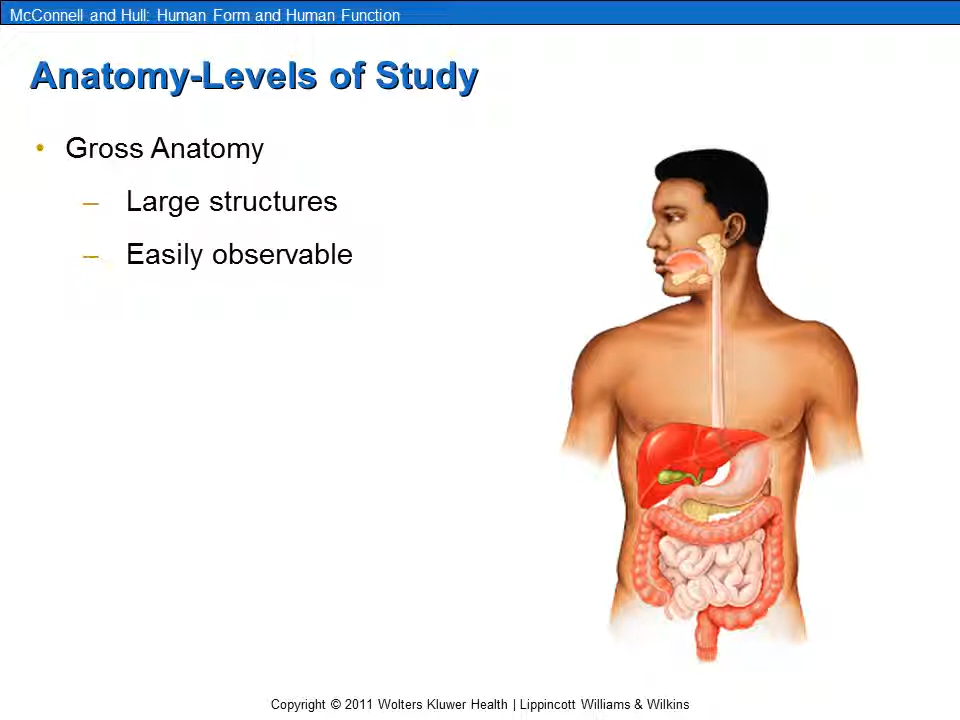 McConnell and Hull: Human Form and Human Function
Anatomy-Levels of Study
• Gross Anatomy
– Large structures
– Easily observable
Copyright © 2011 Wolters Kluwer Health | Lippincott Williams & Wilkins